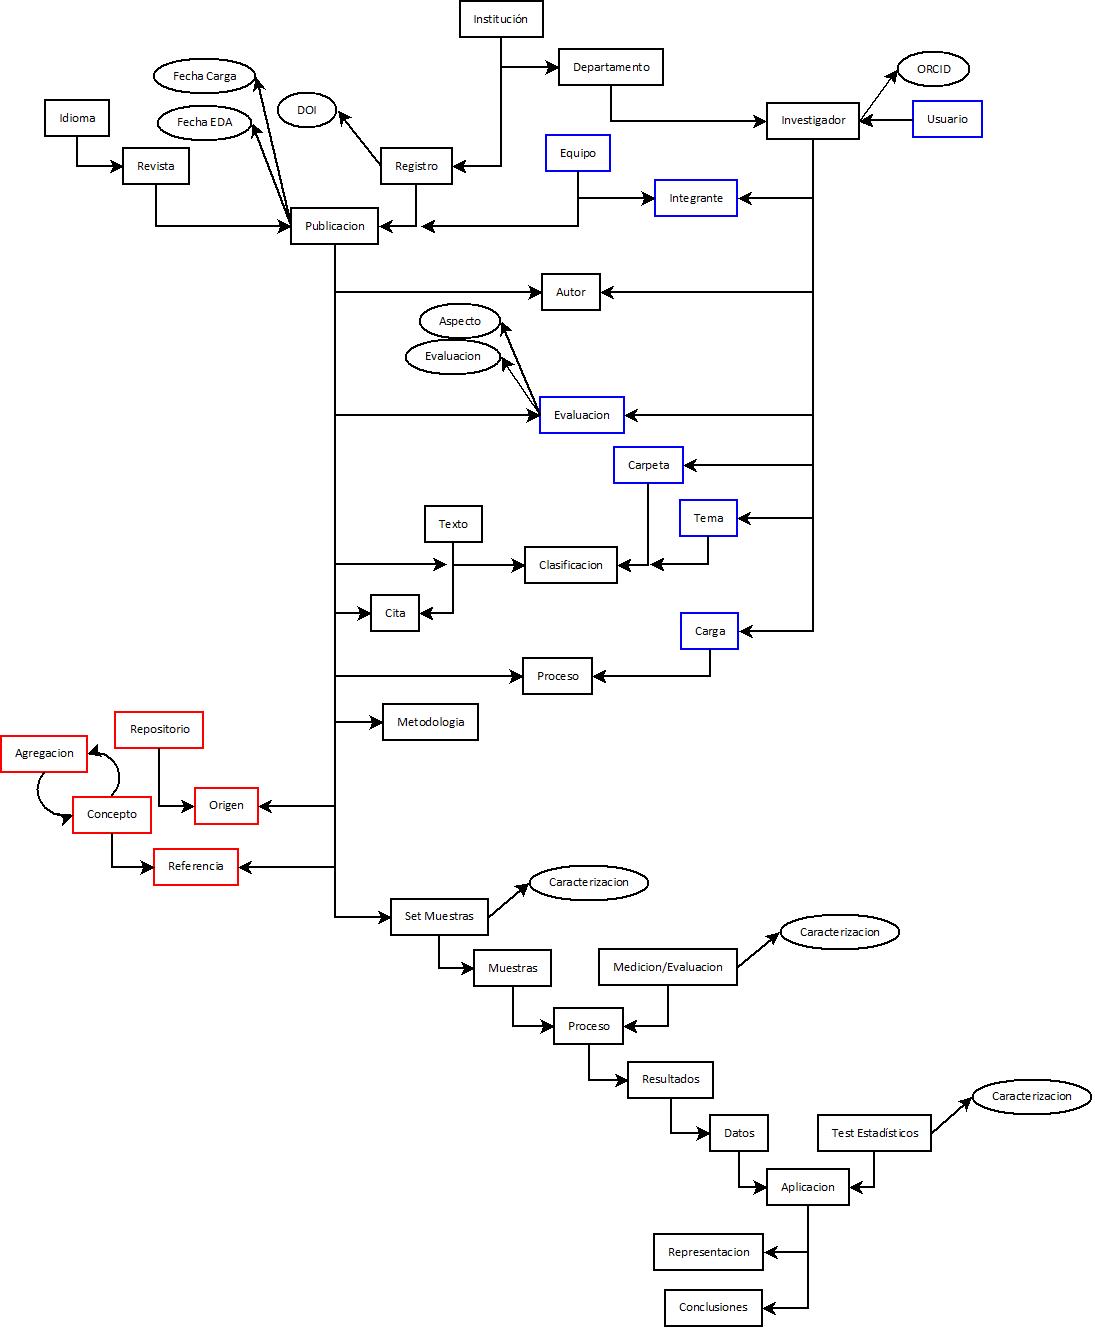 Institución
Departamento
Fecha Carga
ORCID
Idioma
Fecha EDA
DOI
Investigador
Usuario
Equipo
Revista
Registro
Integrante
Publicacion
Autor
Aspecto
Evaluacion
Evaluacion
Carpeta
Texto
Tema
Clasificacion
Cita
Carga
Proceso
Metodologia
Repositorio
Agregacion
Origen
Concepto
Referencia
Caracterizacion
Set Muestras
Caracterizacion
Muestras
Medicion/Evaluacion
Proceso
Resultados
Caracterizacion
Datos
Test Estadísticos
Aplicacion
Representacion
Conclusiones